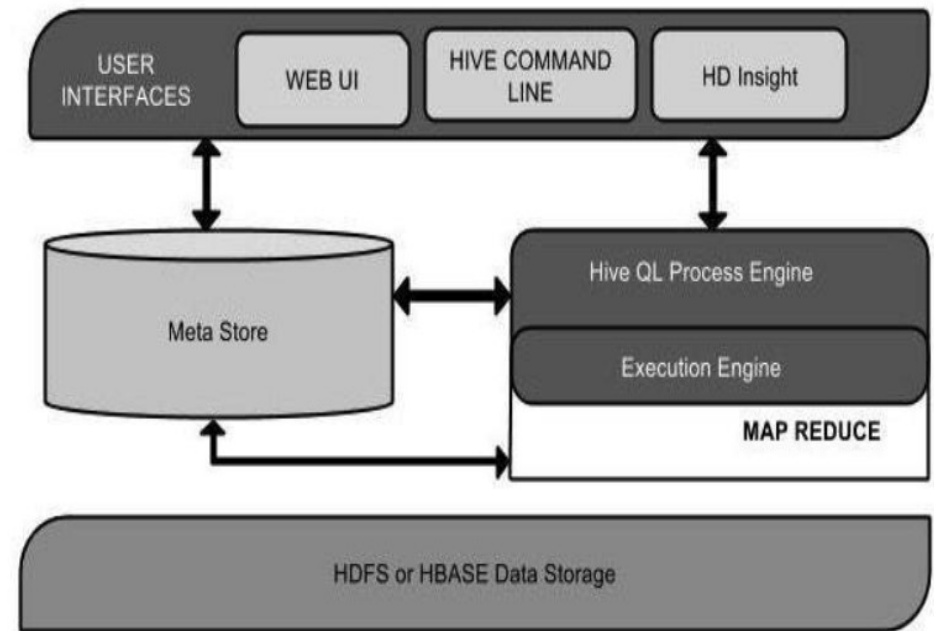 USER
INTERFACES
WEB UI
HIVE COMMAND
LINE
HD Insight
Meta Store
Hive QL Process Engine
Execution Engine
MAP REDUCE
HDFS or HBASE Data Storage